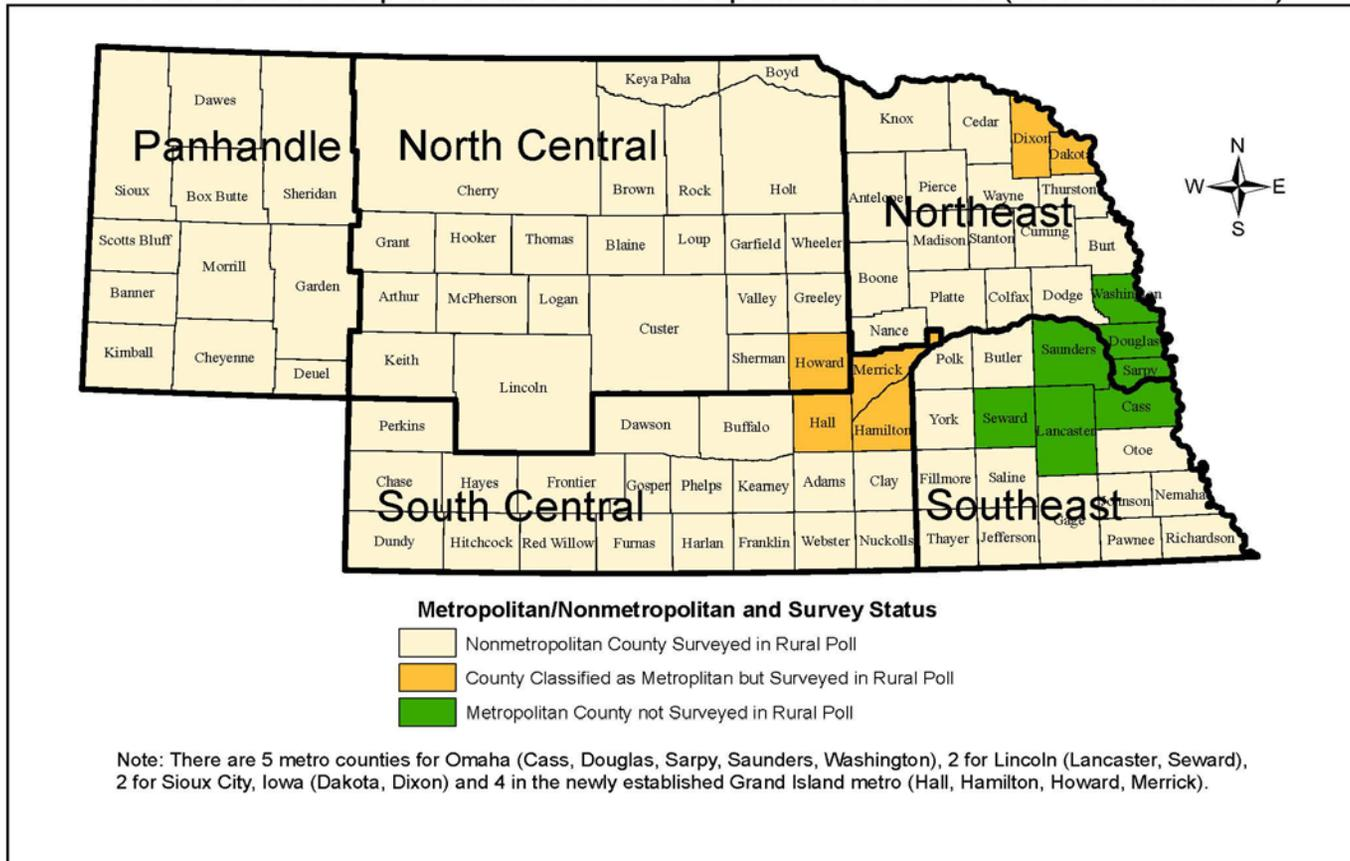 Keya Paha
Boyd
Dawes
Knox
Cedar
Dixon
Dakota
N
W
E
S
Panhandle
North Central
Sioux
Box Butte
Sheridan
Cherry
Brown
Rock
Holt
Antelope
Pierce
Wayne
Thurston
Northeast
Scotts Bluff
Morrill
Garden
Grant
Hooker
Thomas
Blaine
Loup
Garfield
Wheeler
Madison
Stanton
Cuming
Burt
Boone
Banner
Arthur
McPherson
Logan
Custer
Valley
Greeley
Platte
Colfax
Dodge
Washington
Nance
Kimball
Cheyenne
Deuel
Keith
Lincoln
Sherman
Howard
Merrick
Polk
Butler
Saunders
Douglas
Sarpy
Perkins
Dawson
Buffalo
Hall
Hamilton
York
Seward
Lancaster
Cass
Otoe
Chase
Hayes
Frontier
Gosper
Phelps
Kearney
Adams
Clay
Fillmore
Saline
Nemaha
South Central
Southeast
Gage
Dundy
Hitchcock
Red Willow
Furnas
Harlan
Franklin
Webster
Nuckolls
Thayer
Jefferson
Pawnee
Richardson
Metropolitan/Nonmetropolitan and Survey Status
Nonmetropolitan County Surveyed in Rural Poll
County Classified as Metroplitan but Surveyed in Rural Poll
Metropolitan County not Surveyed in Rural Poll
Note: There are 5 metro counties for Omaha (Cass, Douglas, Sarpy, Saunders, Washington), 2 for Lincoln (Lancaster, Seward),
2 for Sioux City, Iowa (Dakota, Dixon) and 4 in the newly established Grand Island metro (Hall, Hamilton, Howard, Merrick).